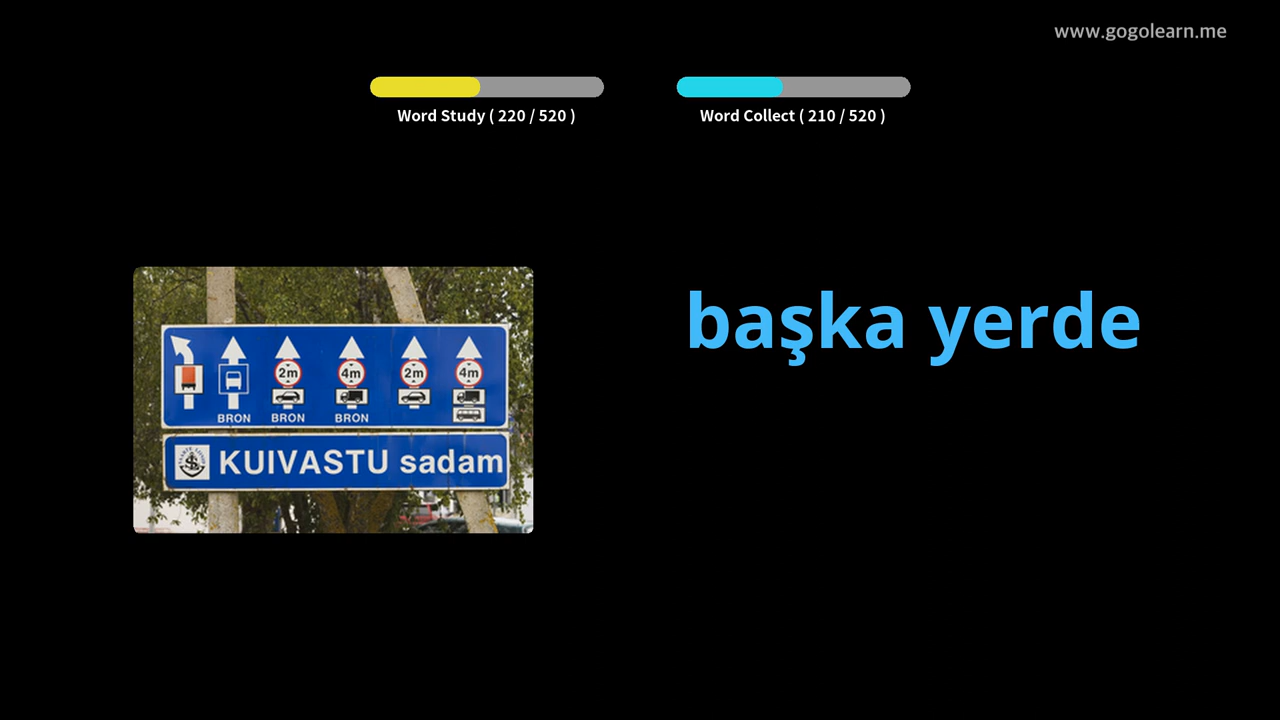 www.gogolearn.me
Word Study ( 220 / 520 )
Word Collect ( 210 / 520 )
başka yerde
2m
4m
2m
4m
BRON
BRON
BRON
KUIVASTU sadam